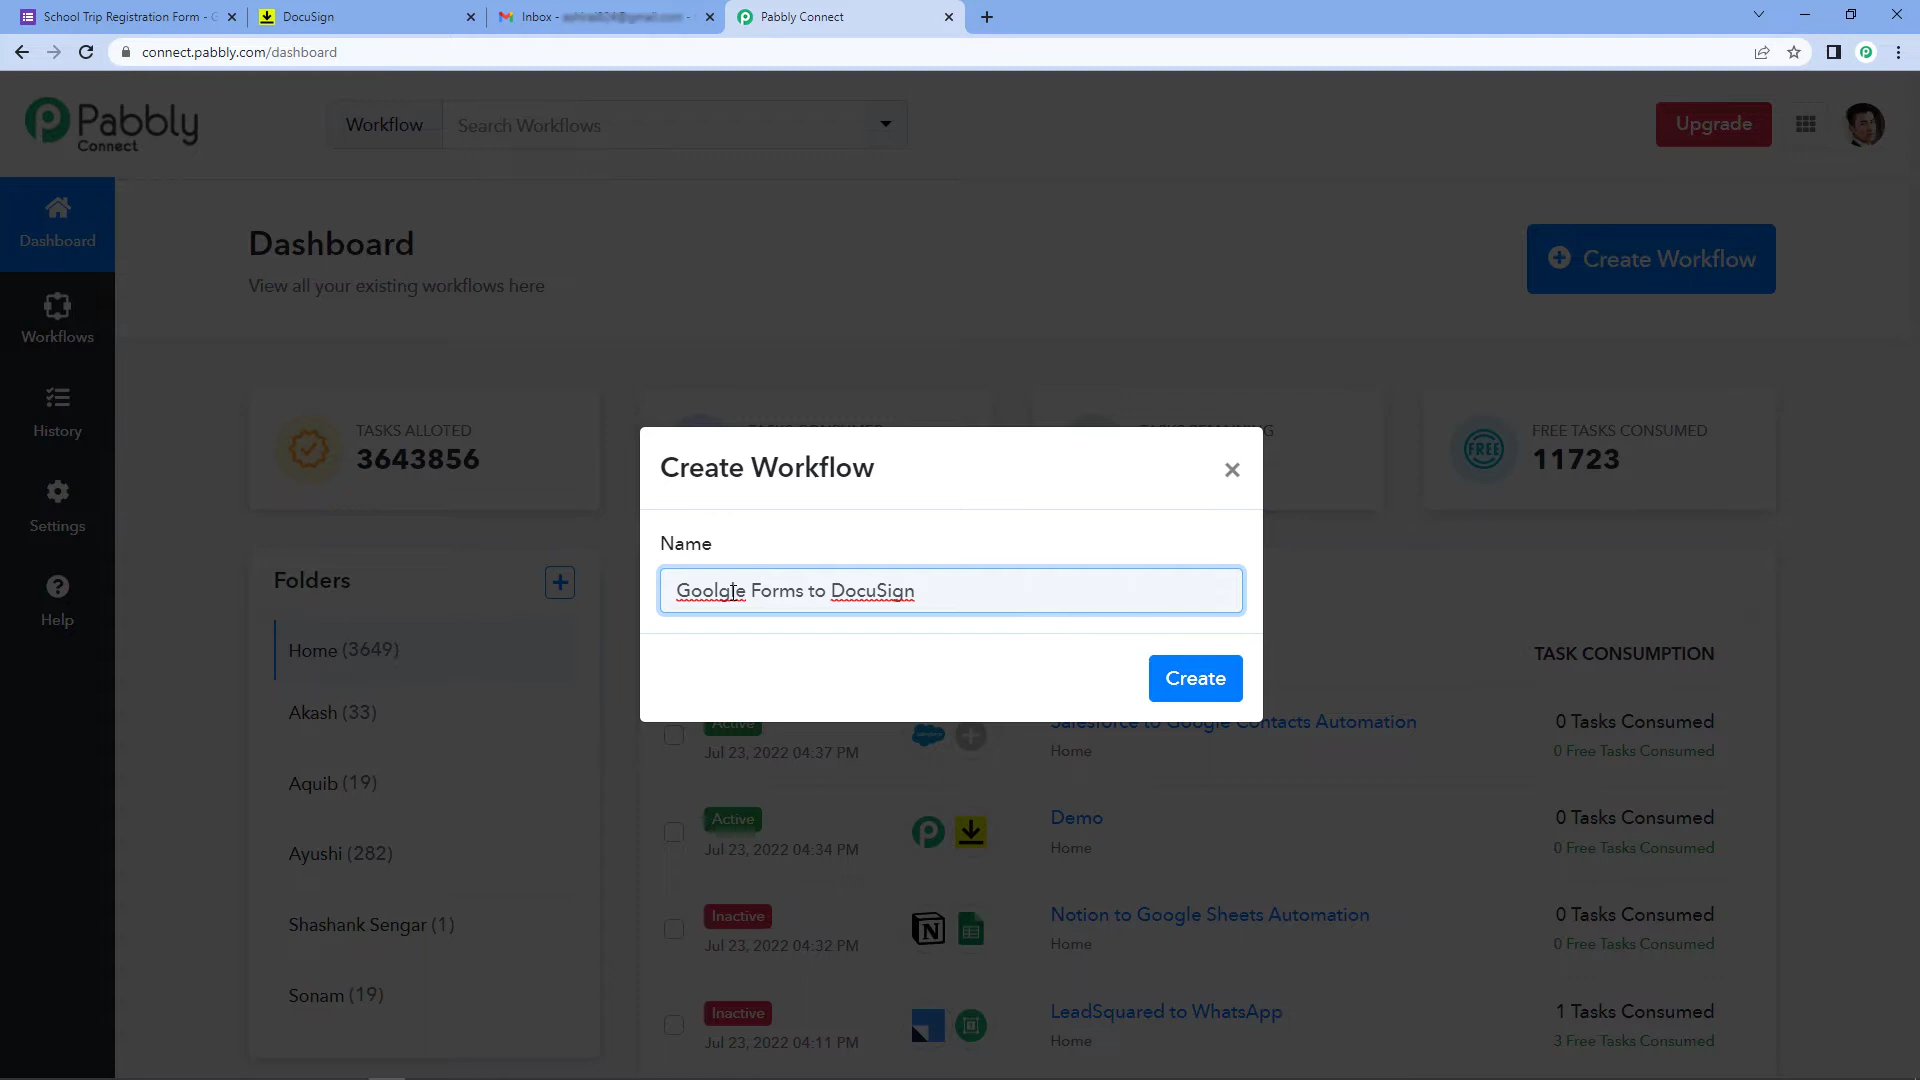 School Trip Registration Form - G
DocuSign
Inbox -
Pabbly Connect
connect.pabbly.com/dashboard
Pabbly
Connect
Workflow
Search Workflows
Upgrade
Dashboard
Workflows
History
Settings
Help
Dashboard
View all your existing workflows here
Create Workflow
TASKS ALLOTED
3643856
FREE TASKS CONSUMED
11723
FREE
Create Workflow
×
Name
Goolgle Forms to DocuSign
Create
Folders
Home (3649)
Akash (33)
Aquib (19)
Ayushi (282)
Shashank Sengar (1)
Sonam (19)
TASK CONSUMPTION
Active
Jul 23, 2022 04:37 PM
Salesforce to Google Contacts Automation
Home
0 Tasks Consumed
0 Free Tasks Consumed
Active
Jul 23, 2022 04:34 PM
Demo
Home
0 Tasks Consumed
0 Free Tasks Consumed
Inactive
Jul 23, 2022 04:32 PM
Notion to Google Sheets Automation
Home
0 Tasks Consumed
0 Free Tasks Consumed
Inactive
Jul 23, 2022 04:11 PM
LeadSquared to WhatsApp
Home
1 Tasks Consumed
3 Free Tasks Consumed